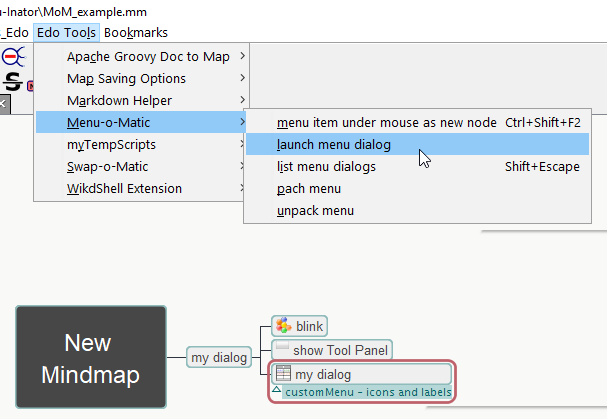 u-Inator\MoM_example.mm
s_Edo Edo Tools Bookmarks
Apache Groovy Doc to Map
Map Saving Options
Markdown Helper
Menu-o-Matic
menu item under mouse as new node Ctrl+Shift+F2
myTempScripts
launch menu dialog
Swap-o-Matic
list menu dialogs Shift+Escape
WikdShell Extension
pach menu
unpack menu
New
Mindmap
my dialog
blink
show Tool Panel
my dialog
customMenu - icons and labels